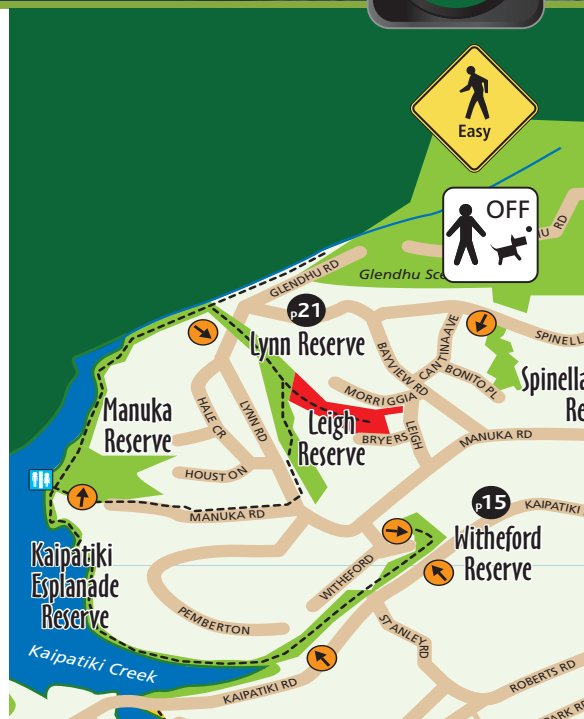 Easy
OFF
HU RD
GLENDHU RD
Glendhu Sce
p21
Lynn Reserve
SPINELL
CANTINA AVE
BAYVIEW RD
BONITO PL
Spinella
Re
MORRIGGIA
Manuka
Reserve
HALE CR
LYNN RD
Leigh
Reserve
BRYERS
LEIGH
MANUKA RD
HOUSTON
MANUKA RD
p15
KAIPATIKI
Witheford
Reserve
Kaipatiki
Esplanade
Reserve
WITHEFORD
PEMBERTON
STANLEY RD
Kaipatiki Creek
KAIPATIKI RD
ROBERTS RD
PARK RE